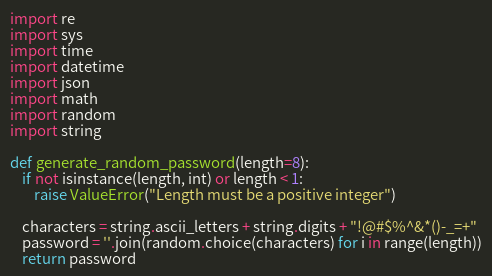 import re
import sys
import time
import datetime
import json
import math
import random
import string
def generate_random_password(length=8):
if not isinstance(length, int) or length < 1:
raise ValueError("Length must be a positive integer")
characters = string.ascii_letters + string.digits + "!@#$%^&*()-_=+"
password = ''.join(random.choice(characters) for i in range(length))
return password